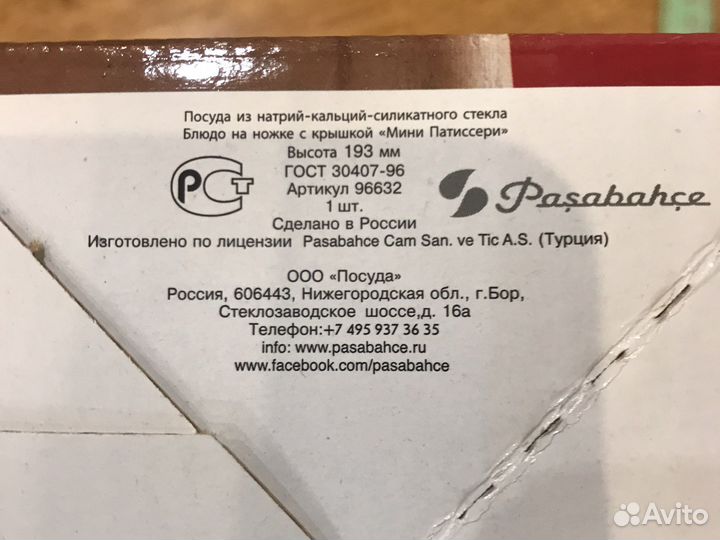 Посуда из натрий-кальций-силикатного стекла
Блюдо на ножке с крышкой «Мини Патиссери»
Высота 193 мм
ГОСТ 30407-96
Артикул 96632
1 шт.
Сделано в России
Изготовлено по лицензии Pasabahce Cam San. ve Tic A.S. (Турция)
РСТ
Paşabahçe
ООО «Посуда»
Россия, 606443, Нижегородская обл., г.Бор,
Стеклозаводское шоссе,д. 16а
Телефон:+7 495 937 36 35
info: www.pasabahce.ru
www.facebook.com/pasabahce
Avito